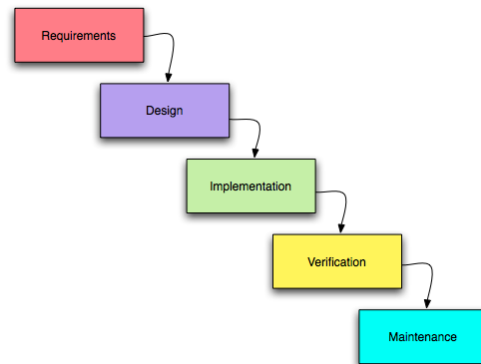 Requirements
Design
Implementation
Verification
Maintenance